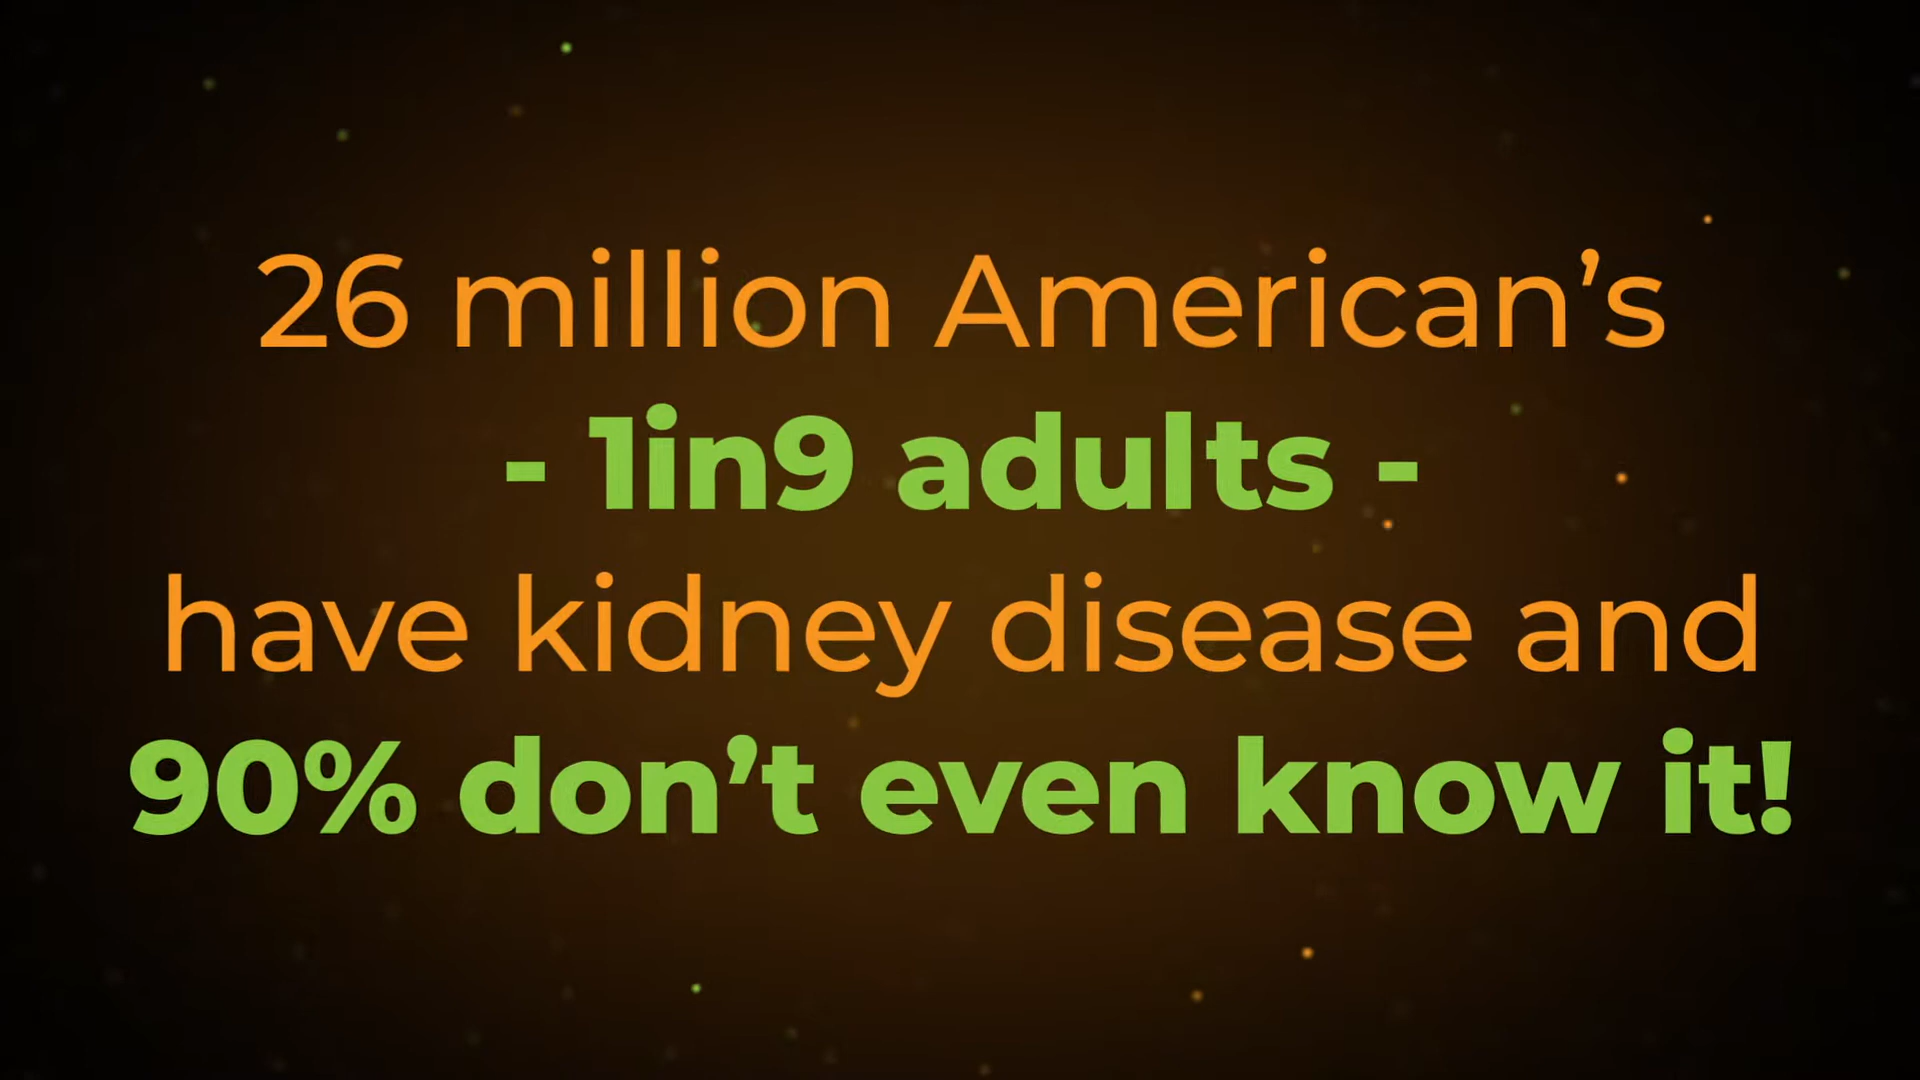 26 million American’s
- 1in9 adults -
have kidney disease and
90% don’t even know it!